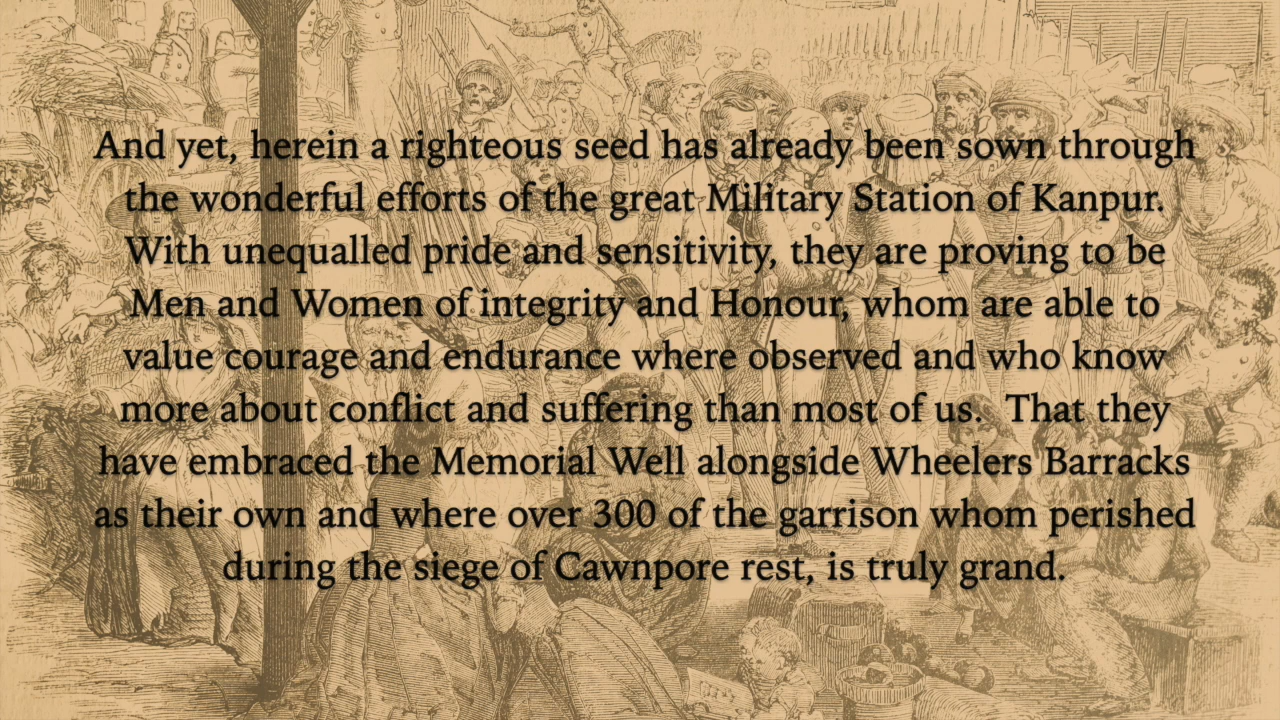 And yet, herein a righteous seed has already been sown through
the wonderful efforts of the great Military Station of Kanpur.
With unequalled pride and sensitivity, they are proving to be
Men and Women of integrity and Honour, whom are able to
value courage and endurance where observed and who know
more about conflict and suffering than most of us.  That they
have embraced the Memorial Well alongside Wheelers Barracks
as their own and where over 300 of the garrison whom perished
during the siege of Cawnpore rest, is truly grand.